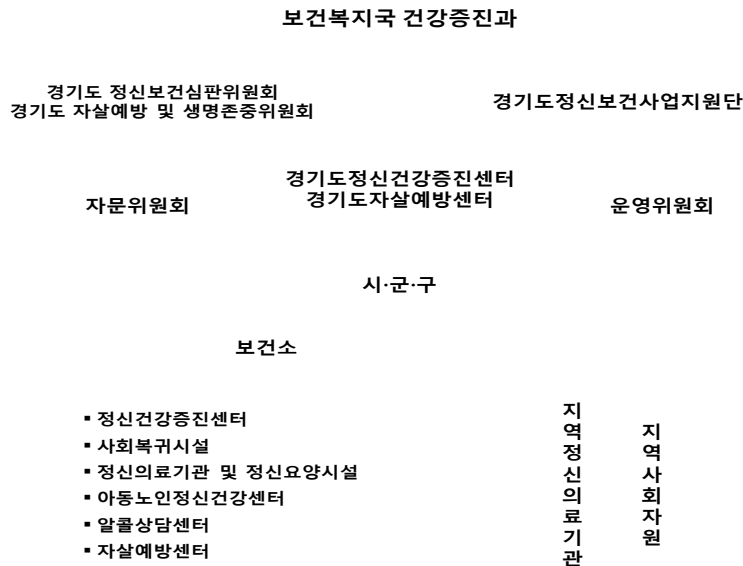 보건복지국 건강증진과
경기도 정신보건심판위원회
경기도 자살예방 및 생명존중위원회
경기도정신보건사업지원단
경기도정신건강증진센터
경기도자살예방센터
자문위원회
운영위원회
시·군·구
보건소
▪ 정신건강증진센터
▪ 사회복귀시설
▪ 정신의료기관 및 정신요양시설
▪ 아동노인정신건강센터
▪ 알콜상담센터
▪ 자살예방센터
지역정신의료기관
지역사회자원